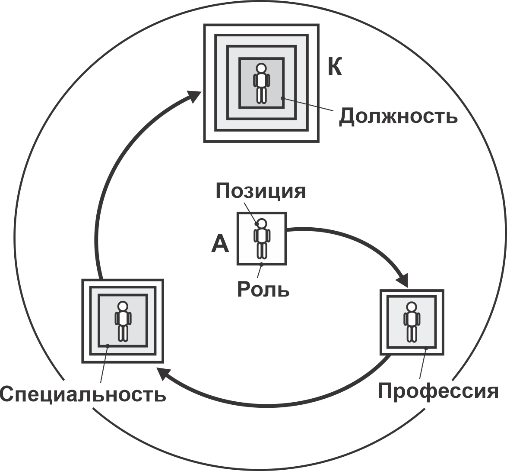 К
Должность
Позиция
А
Роль
Специальность
Профессия